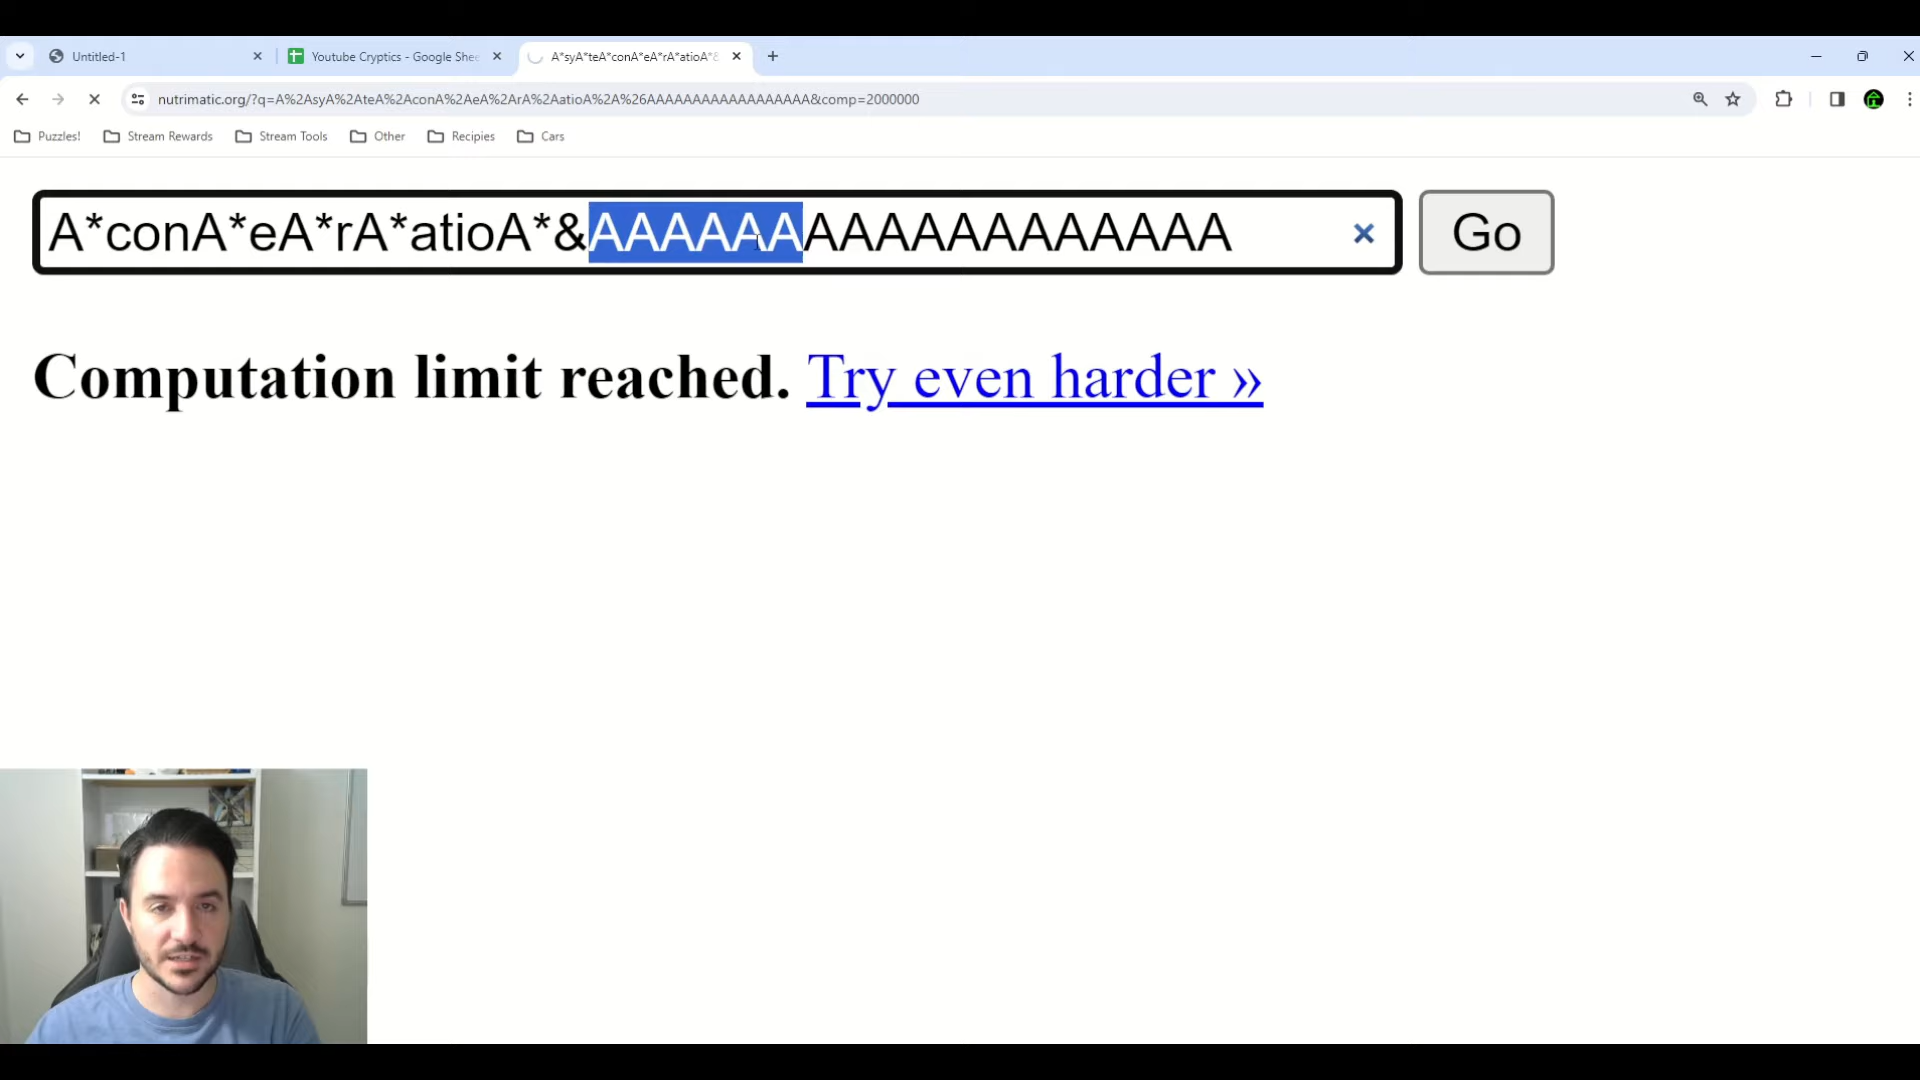 Untitled-1
Youtube Cryptics - Google Shee
A*syA*teA*conA*eA*rA*atioA*&
nutrimatic.org/?q=A%2AsyA%2AteA%2AconA%2AeA%2ArA%2AatioA%2A%26AAAAAAAAAAAAAAAAAA&comp=2000000
Puzzles! Stream Rewards Stream Tools Other Recipies Cars
A*conA*eA*rA*atioA*&AAAAAAAAAAAAAAAAAA Go
Computation limit reached. Try even harder »